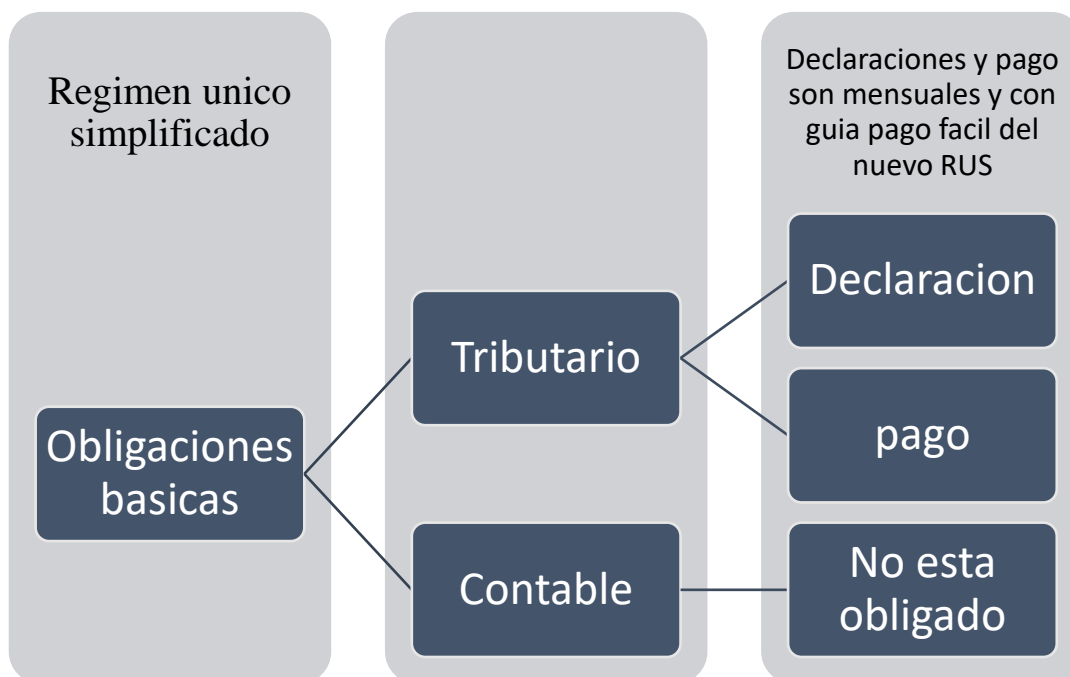 Regimen unico
simplificado
Obligaciones
basicas
Tributario
Contable
Declaraciones y pago
son mensuales y con
guia pago facil del
nuevo RUS
Declaracion
pago
No esta
obligado